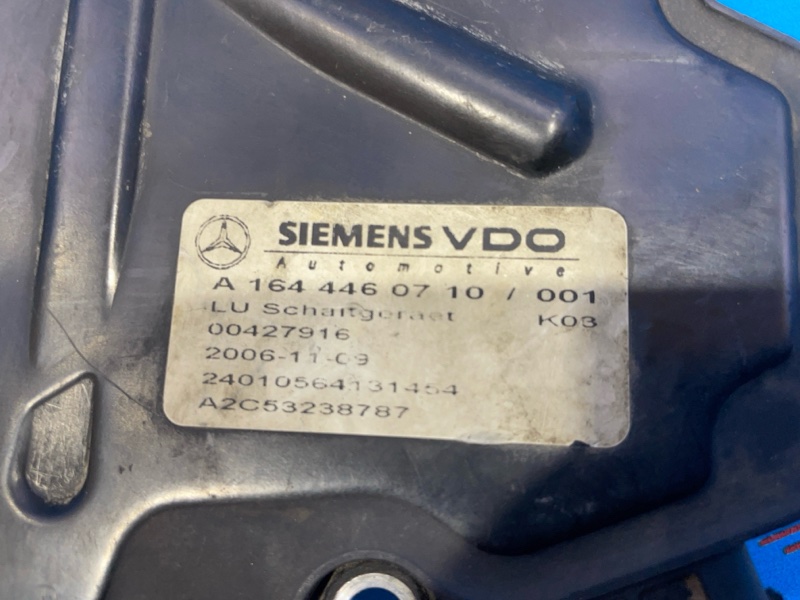 SIEMENS VDO
Automotive
A 164 446 07 10 / 001
LU Schaltgeraet K03
00427916
2006-11-09
24010564131454
A2C53238787